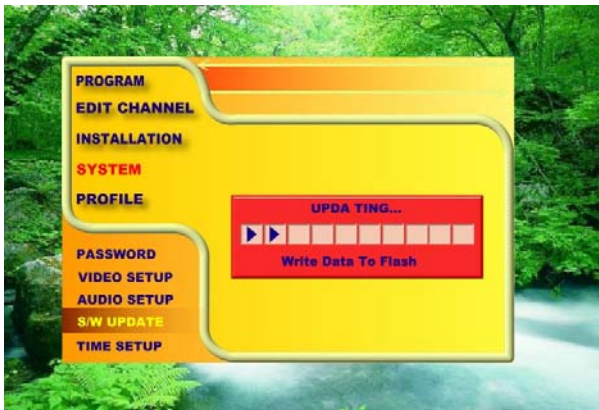 PROGRAM
EDIT CHANNEL
INSTALLATION
SYSTEM
PROFILE
PASSWORD
VIDEO SETUP
AUDIO SETUP
S/W UPDATE
TIME SETUP
UPDA TING...
Write Data To Flash